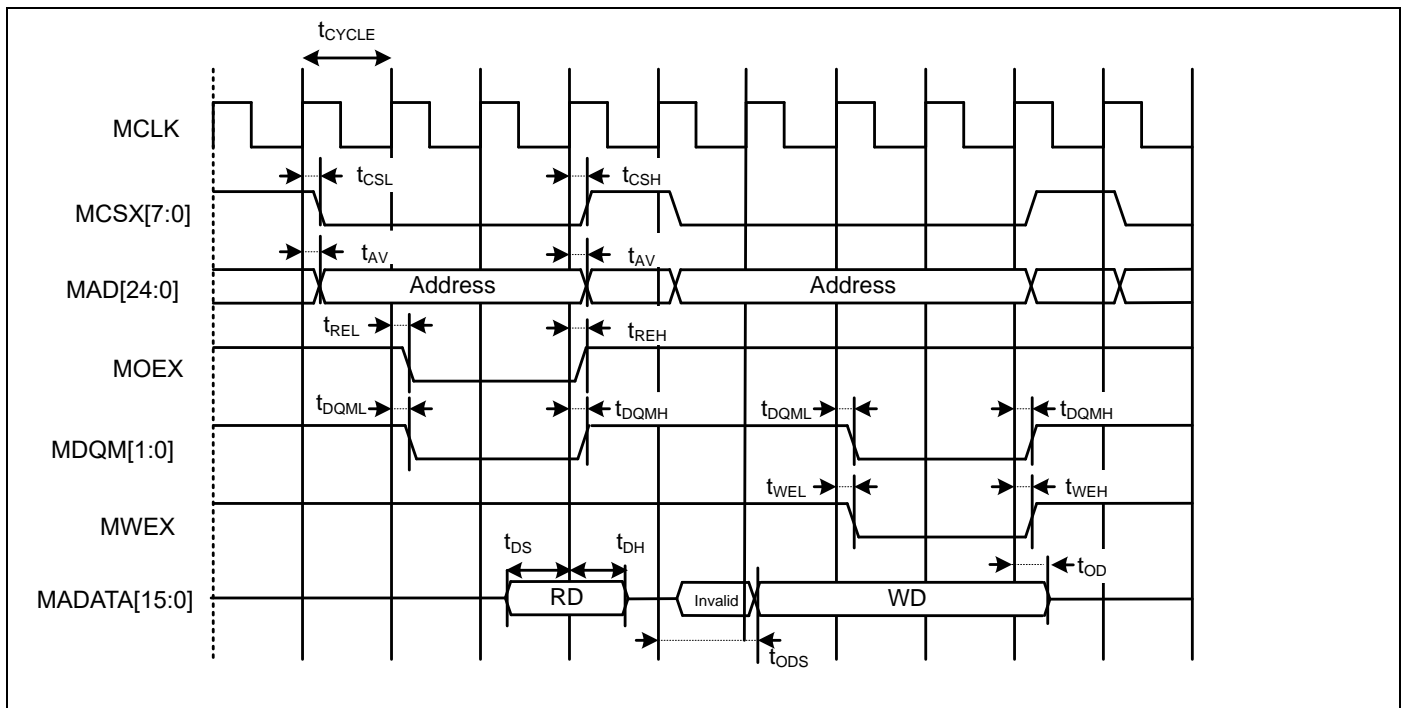 tCYCLE
MCLK
tCSL tCSH
MCSX[7:0]
tAV tAV
MAD[24:0] Address Address
tREL tREH
MOEX
tDQML tDQMH tDQML tDQMH
MDQM[1:0]
tWEL tWEH
MWEX
tDS tDH
tOD
MADATA[15:0] RD Invalid WD
tODS